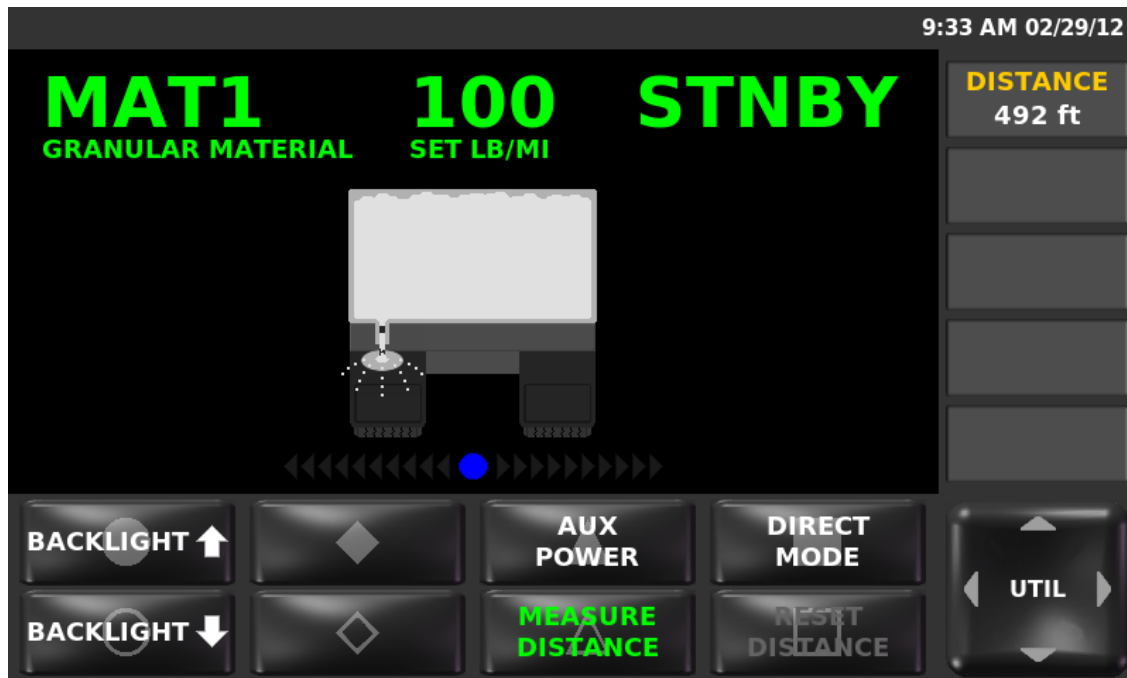 9:33 AM 02/29/12
MAT1 100 STNBY
GRANULAR MATERIAL SET LB/MI
DISTANCE
492 ft
BACKLIGHT
AUX
POWER
DIRECT
MODE
UTIL
BACKLIGHT
MEASURE
DISTANCE
RESET
DISTANCE